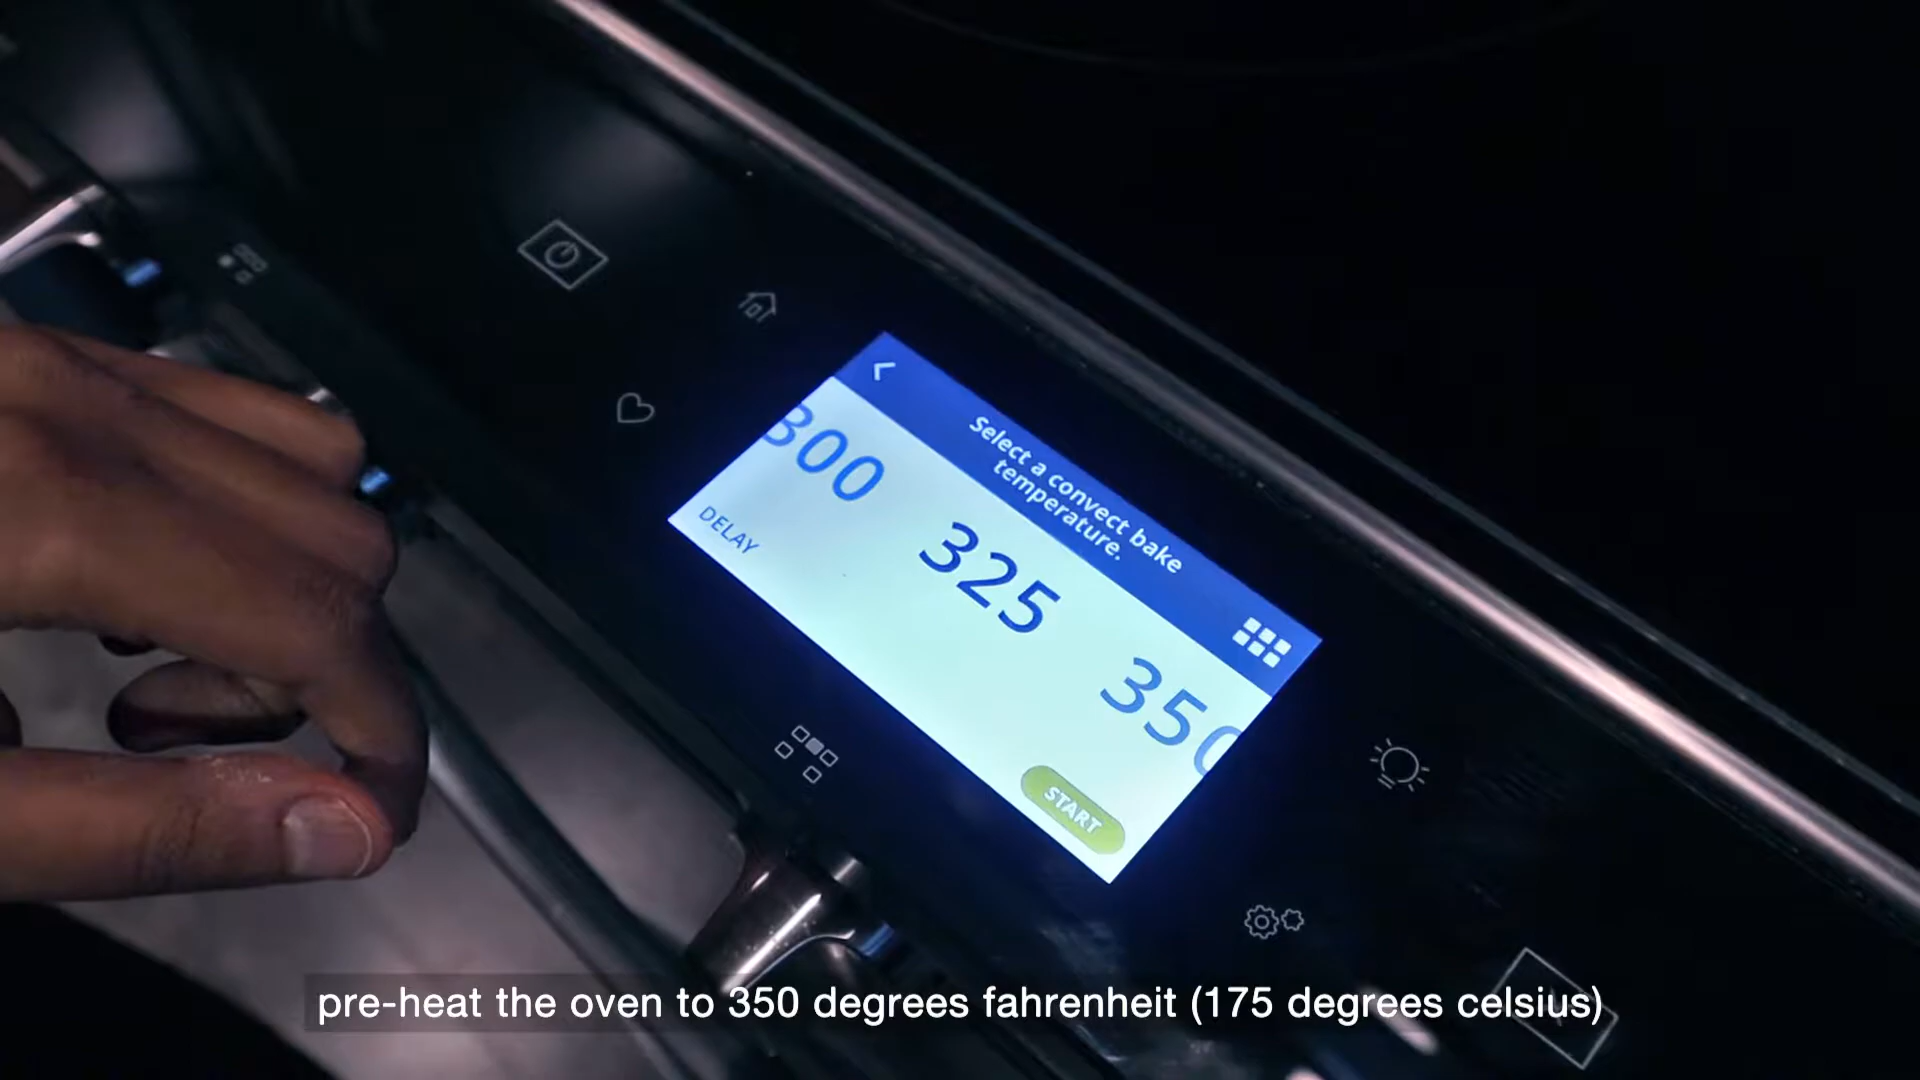 Select a convect bake
temperature.
300
325
350
DELAY
START
pre-heat the oven to 350 degrees fahrenheit (175 degrees celsius)